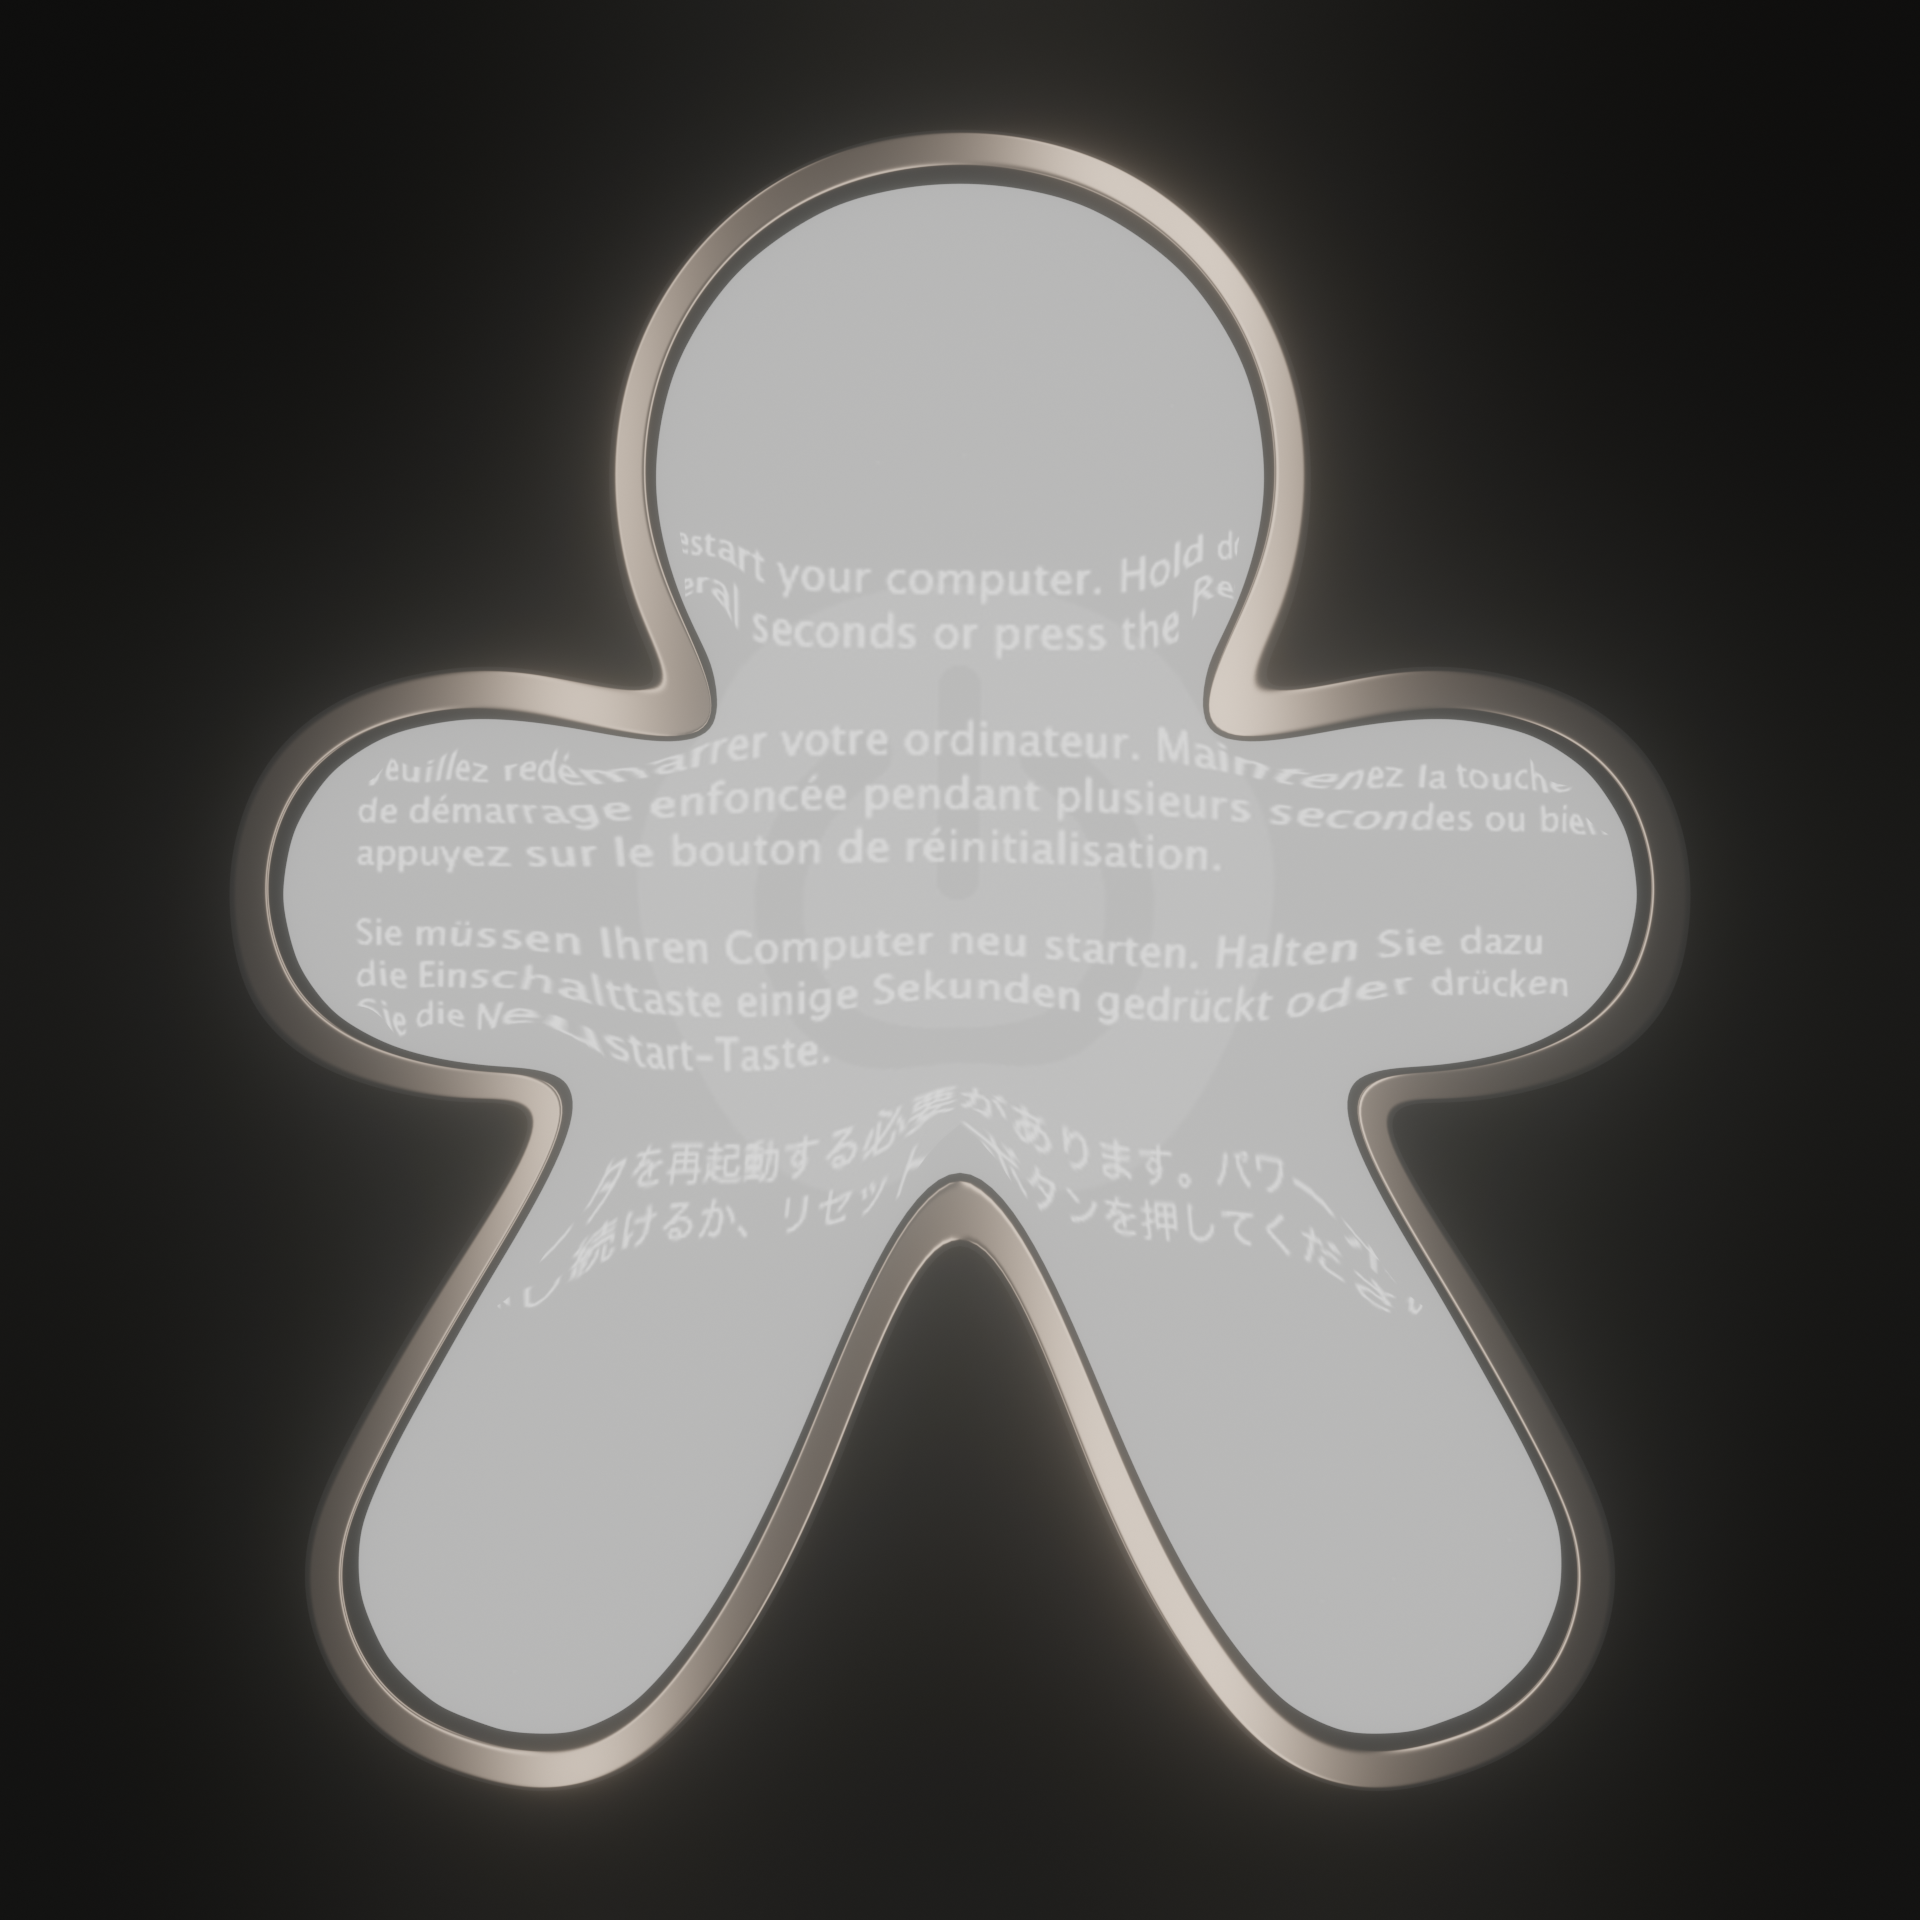 your computer. Hold
seconds or press the
redémarrer votre ordinateur. Maintenez la touche
de démarrage enfoncée pendant plusieurs secondes ou bien
appuyez sur le bouton de réinitialisation.
Sie müssen Ihren Computer neu starten. Halten Sie dazu
die Einschalttaste einige Sekunden gedrückt oder drücken
Sie die Neustart-Taste.
タを再起動する必要があります。パワー
し続けるか、リセットボタンを押してください